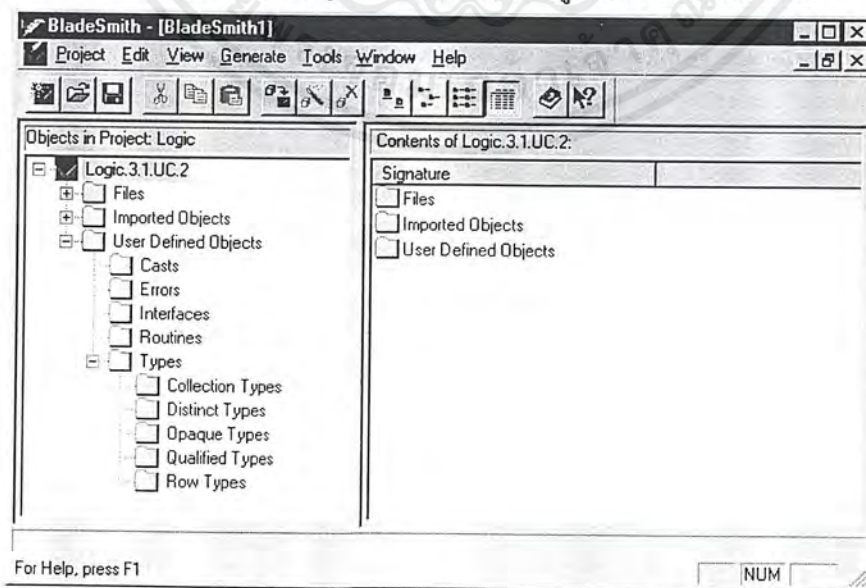 BladeSmith - [BladeSmith1]
Project Edit View Generate Tools Window Help
Objects in Project: Logic
Logic.3.1.UC.2
Files
Imported Objects
User Defined Objects
Casts
Errors
Interfaces
Routines
Types
Collection Types
Distinct Types
Opaque Types
Qualified Types
Row Types
Contents of Logic.3.1.UC.2:
Signature
Files
Imported Objects
User Defined Objects
For Help, press F1
NUM